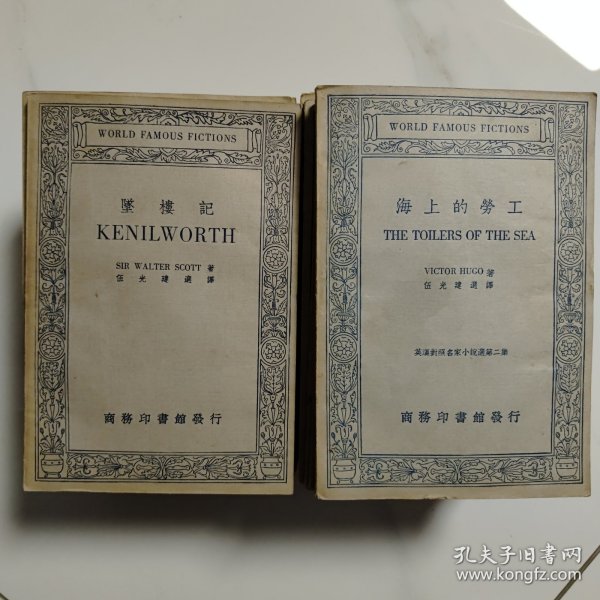 WORLD FAMOUS FICTIONS
墜樓記
KENILWORTH
SIR WALTER SCOTT 著
伍光建選譯
商務印書館發行
WORLD FAMOUS FICTIONS
海上的勞工
THE TOILERS OF THE SEA
VICTOR HUGO 著
伍光建選譯
英漢對照名家小說選第二集
商務印書館發行
孔夫子旧书网
www.kongfz.com